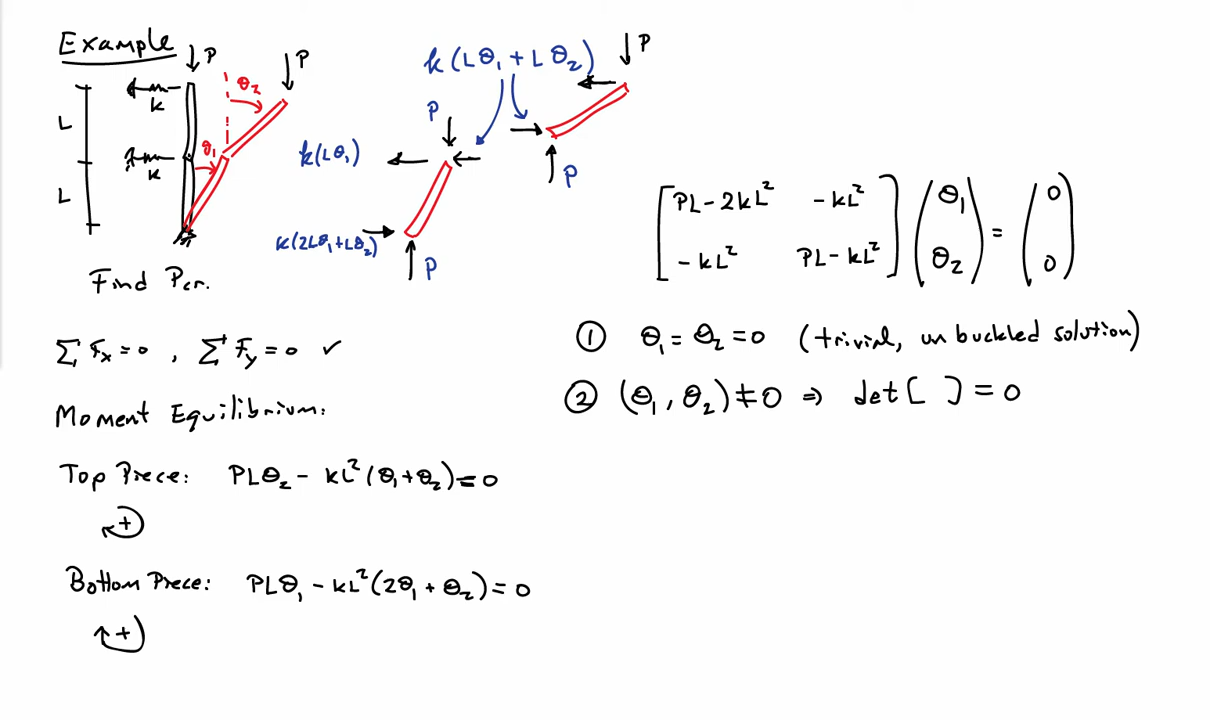 Example
P
P
θ₂
k
L
θ₁
k
L
Find Pcr.
k(Lθ₁ + Lθ₂)
P
P
k(Lθ₁)
P
k(2Lθ₁+Lθ₂)
P
ΣFx = 0 , ΣFy = 0 ✓
Moment Equilibrium:
Top Piece: PLθ₂ - kL²(θ₁+θ₂) = 0
+
Bottom Piece: PLθ₁ - kL²(2θ₁ + θ₂) = 0
+
[PL - 2kL² -kL²] (θ₁) = (0)
[-kL² PL - kL²] (θ₂) (0)
① θ₁ = θ₂ = 0 (trivial, unbuckled solution)
② (θ₁, θ₂) ≠ 0 ⇒ det[ ] = 0